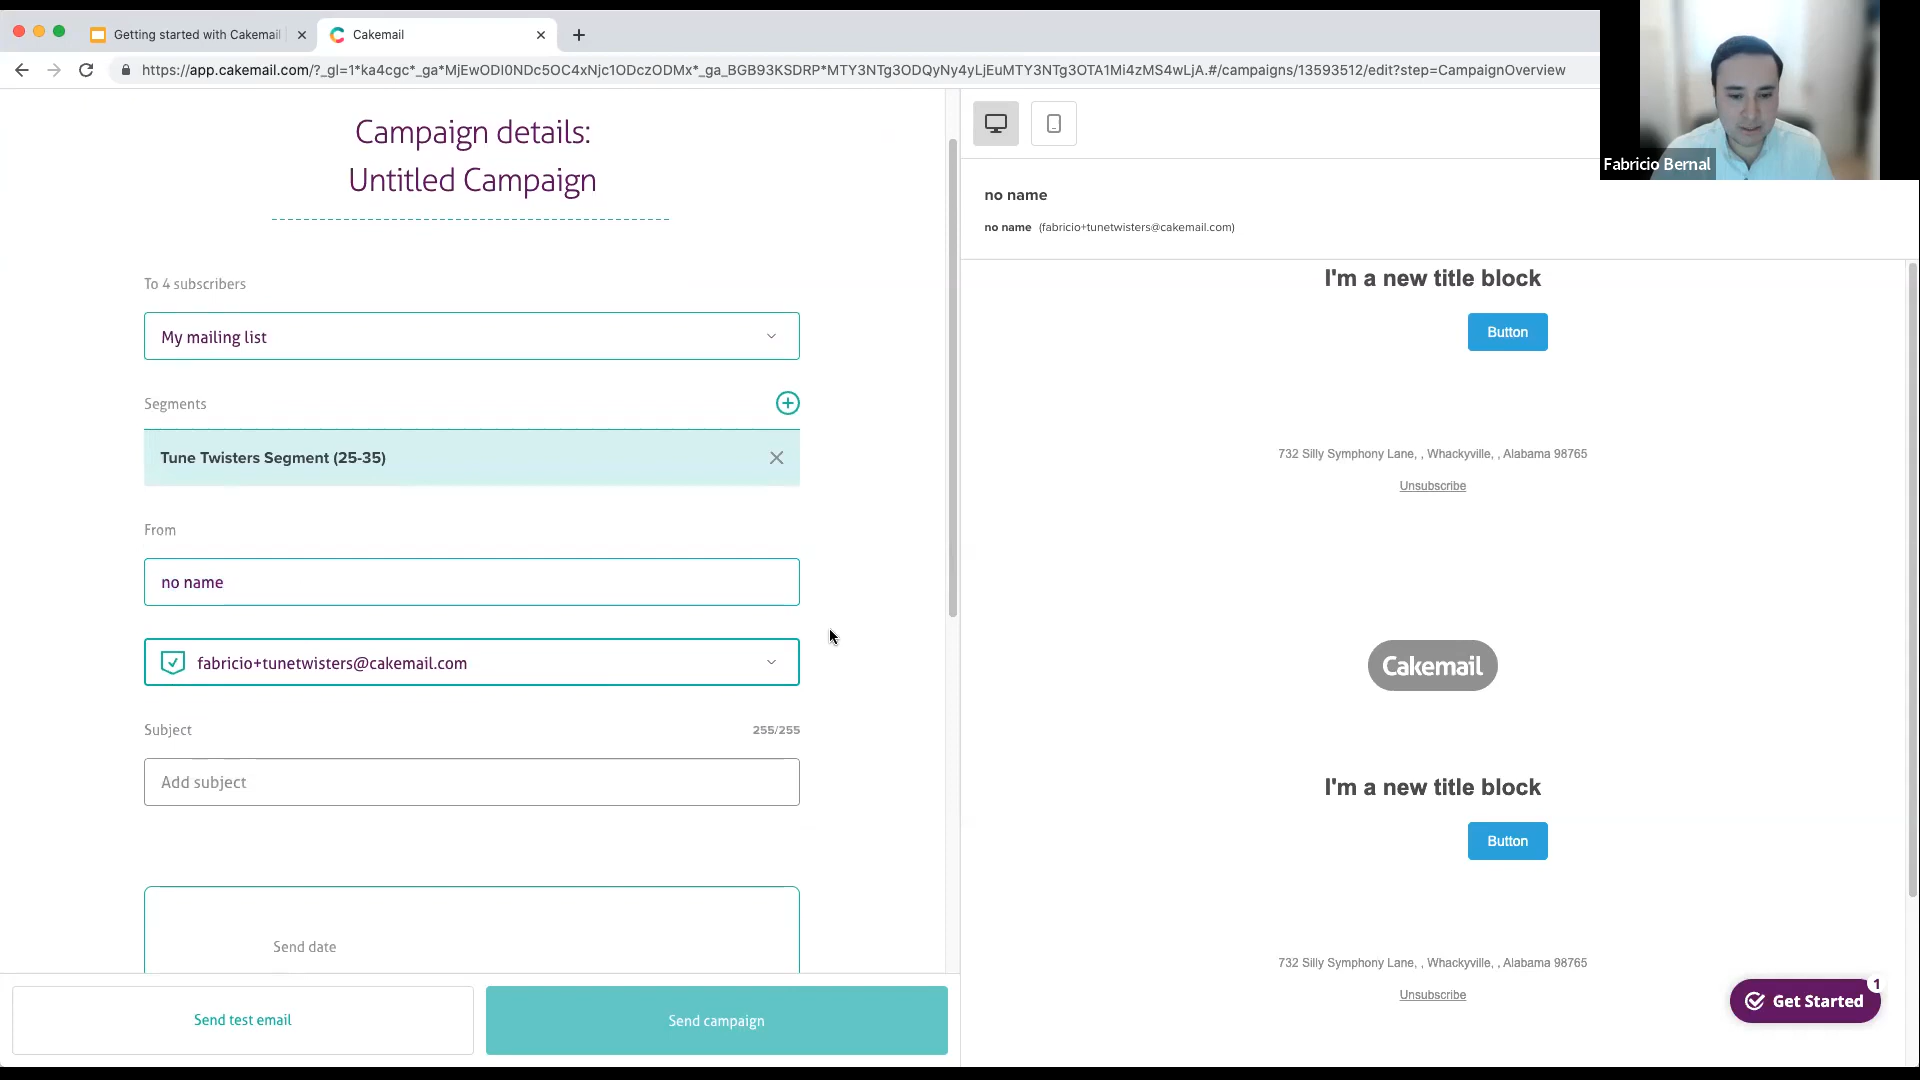 Getting started with Cakemail
Cakemail
https://app.cakemail.com/?_gl=1*ka4cgc*_ga*MjEwODI0NDc5OC4xNjc1ODczODMx*_ga_BGB93KSDRP*MTY3NTg3ODQyNy4yLjEuMTY3NTg3OTA1Mi4zMS4wLjA.#/campaigns/13593512/edit?step=CampaignOverview
Fabricio Bernal
Campaign details:
Untitled Campaign
To 4 subscribers
My mailing list
Segments
Tune Twisters Segment (25-35)
From
no name
fabricio+tunetwisters@cakemail.com
Subject
255/255
Add subject
Send date
Send test email
Send campaign
no name
no name (fabricio+tunetwisters@cakemail.com)
I'm a new title block
Button
732 Silly Symphony Lane, , Whackyville, , Alabama 98765
Unsubscribe
Cakemail
I'm a new title block
Button
732 Silly Symphony Lane, , Whackyville, , Alabama 98765
Unsubscribe
Get Started
1